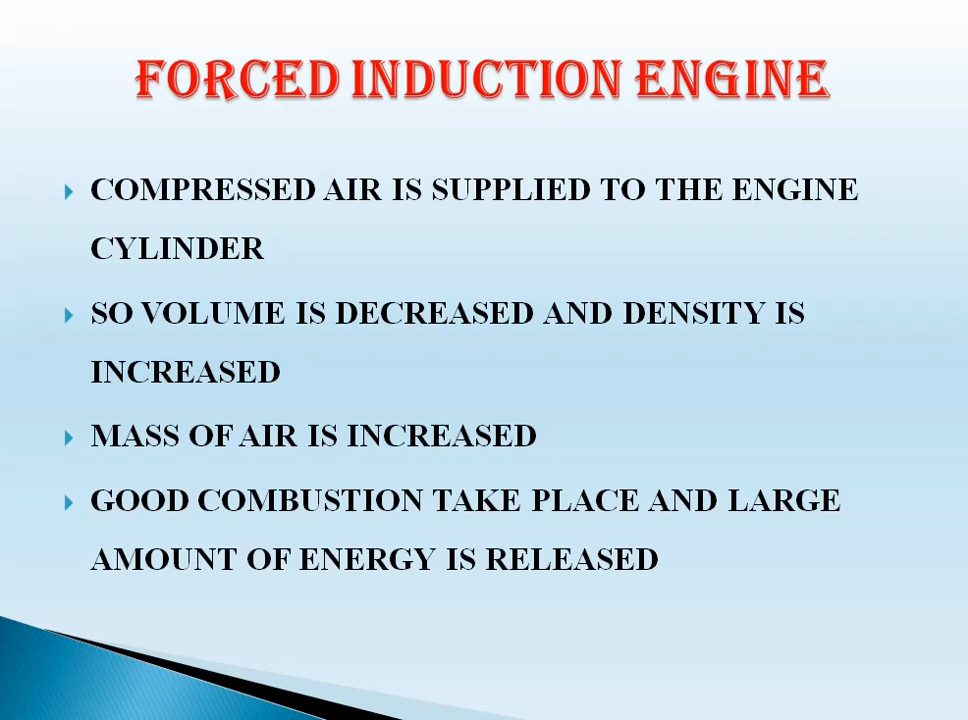 FORCED INDUCTION ENGINE
COMPRESSED AIR IS SUPPLIED TO THE ENGINE
CYLINDER
SO VOLUME IS DECREASED AND DENSITY IS
INCREASED
MASS OF AIR IS INCREASED
GOOD COMBUSTION TAKE PLACE AND LARGE
AMOUNT OF ENERGY IS RELEASED